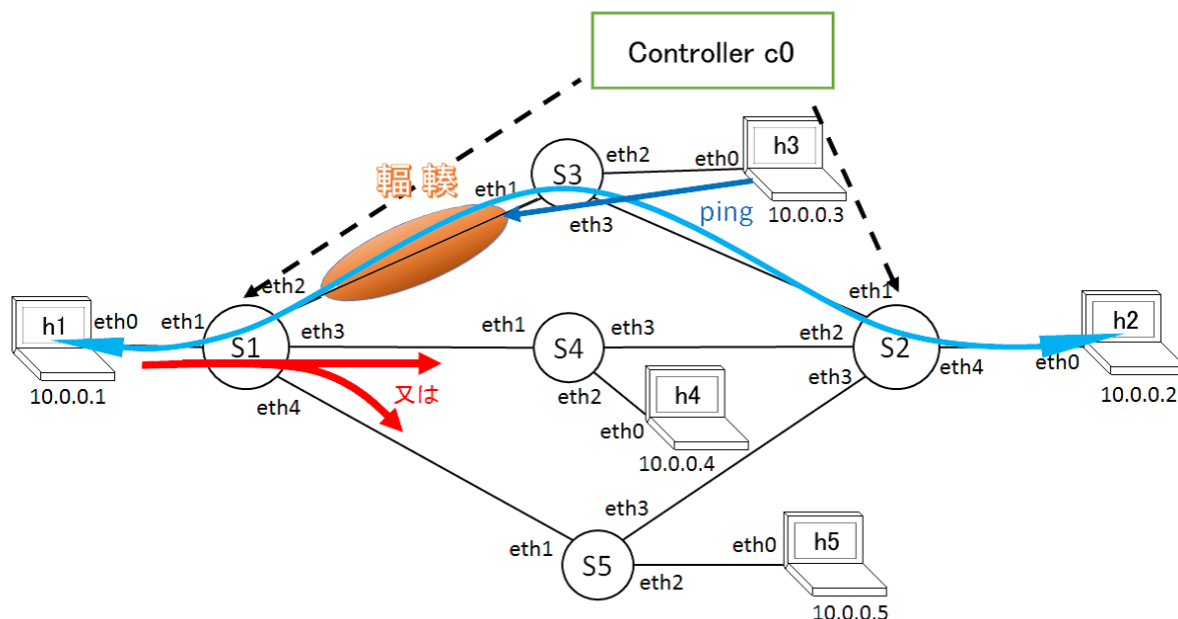 Controller c0
h3
eth2
eth0
S3
輻輳
eth1
ping
10.0.0.3
eth3
eth2
eth1
h1
eth0
eth1
eth3
eth1
eth3
eth2
h2
S1
S4
S2
eth4
eth0
10.0.0.1
又は
eth4
eth2
h4
eth3
10.0.0.2
eth0
10.0.0.4
eth3
eth1
eth0
h5
S5
eth2
10.0.0.5